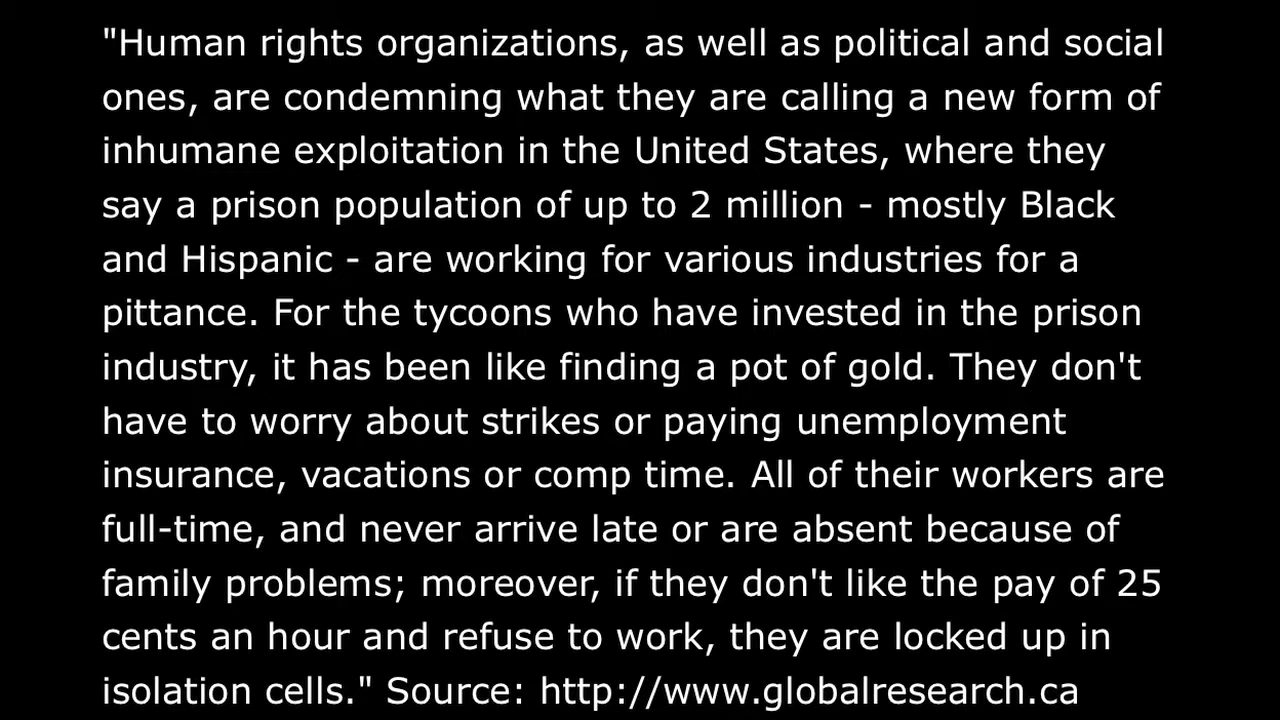 "Human rights organizations, as well as political and social
ones, are condemning what they are calling a new form of
inhumane exploitation in the United States, where they
say a prison population of up to 2 million - mostly Black
and Hispanic - are working for various industries for a
pittance. For the tycoons who have invested in the prison
industry, it has been like finding a pot of gold. They don't
have to worry about strikes or paying unemployment
insurance, vacations or comp time. All of their workers are
full-time, and never arrive late or are absent because of
family problems; moreover, if they don't like the pay of 25
cents an hour and refuse to work, they are locked up in
isolation cells." Source: http://www.globalresearch.ca